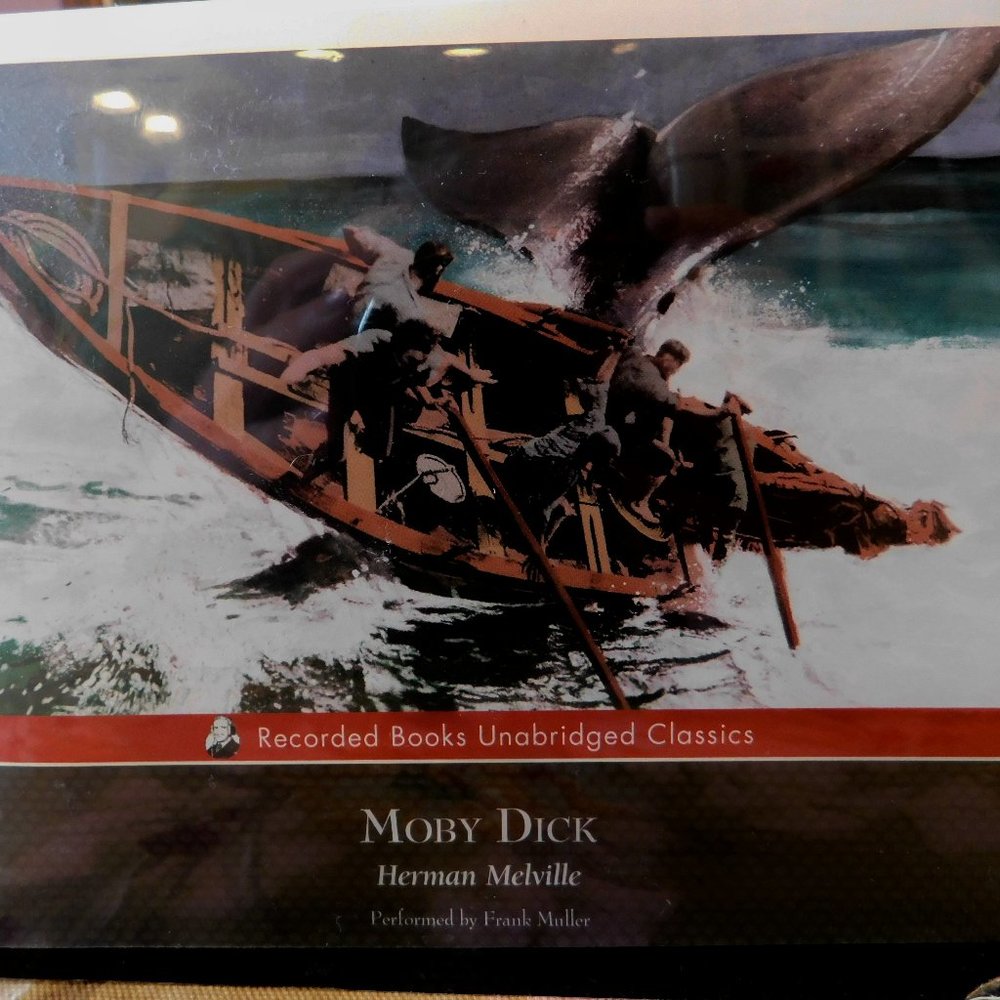 Recorded Books Unabridged Classics
Moby Dick
Herman Melville
Performed by Frank Muller